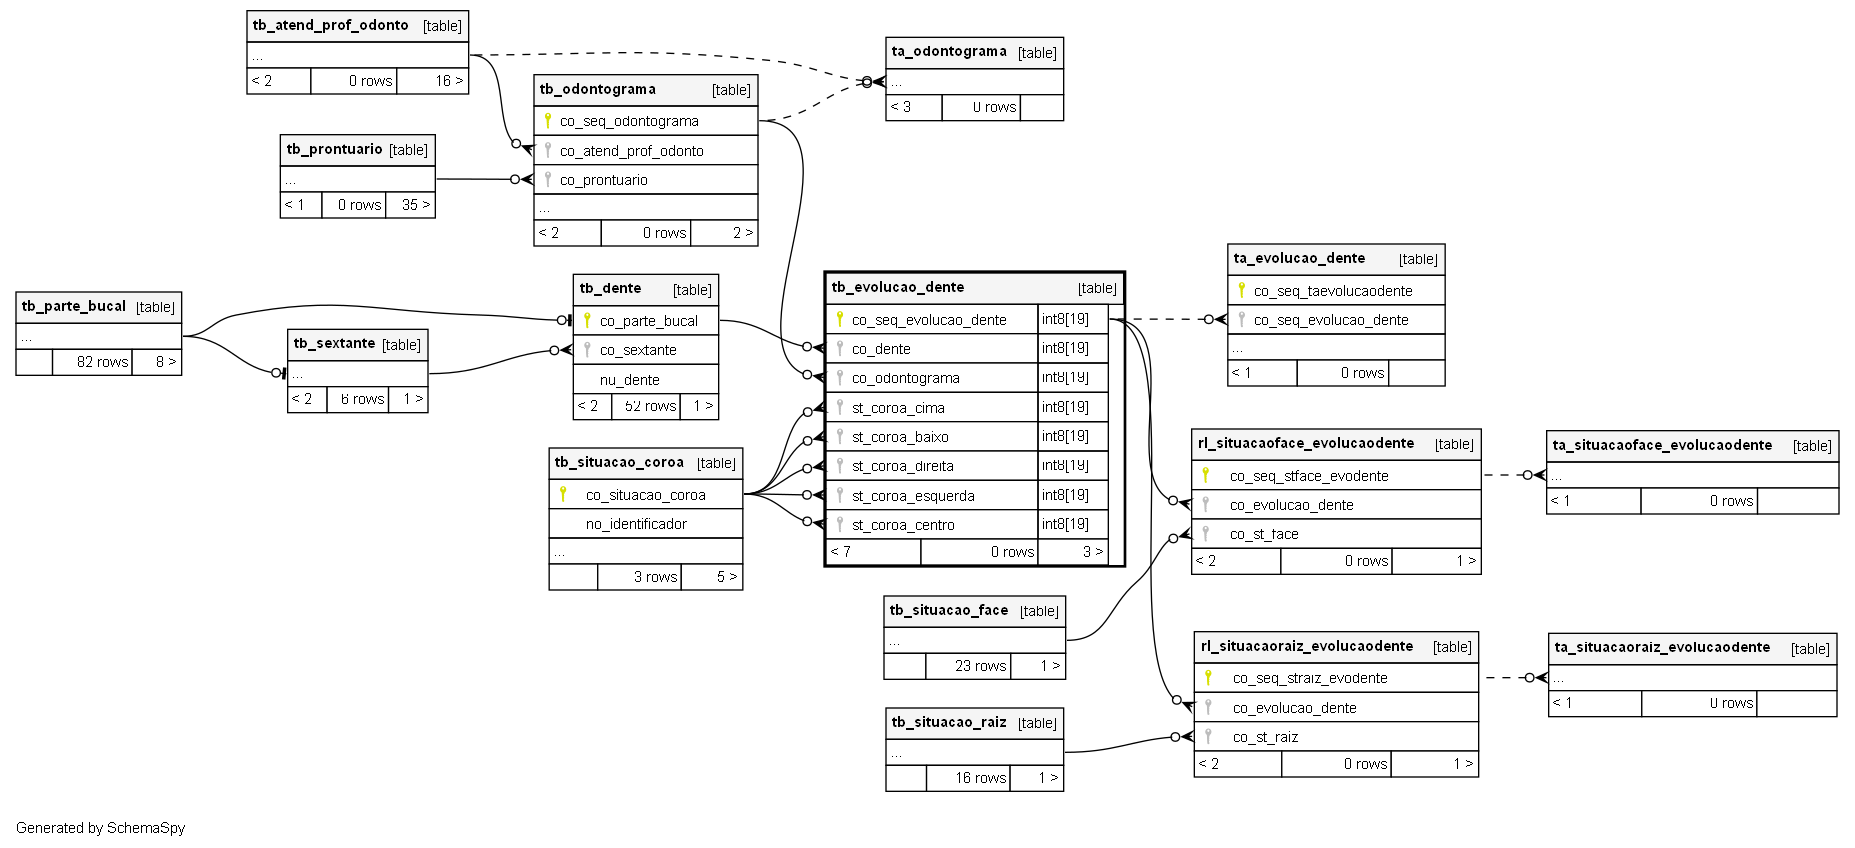 tb_atend_prof_odonto [table]
...
< 2 0 rows 16 >
ta_odontograma [table]
...
< 3 0 rows
tb_odontograma [table]
co_seq_odontograma
co_atend_prof_odonto
co_prontuario
...
< 2 0 rows 2 >
tb_prontuario [table]
...
< 1 0 rows 35 >
tb_parte_bucal [table]
...
82 rows 8 >
tb_sextante [table]
...
< 2 6 rows 1 >
tb_dente [table]
co_parte_bucal
co_sextante
nu_dente
< 2 52 rows 1 >
tb_evolucao_dente [table]
co_seq_evolucao_dente int8[19]
co_dente int8[19]
co_odontograma int8[19]
st_coroa_cima int8[19]
st_coroa_baixo int8[19]
st_coroa_direita int8[19]
st_coroa_esquerda int8[19]
st_coroa_centro int8[19]
< 7 0 rows 3 >
ta_evolucao_dente [table]
co_seq_taevolucaodente
co_seq_evolucao_dente
...
< 1 0 rows
tb_situacao_coroa [table]
co_situacao_coroa
no_identificador
...
3 rows 5 >
rl_situacaoface_evolucaodente [table]
co_seq_stface_evodente
co_evolucao_dente
co_st_face
< 2 0 rows 1 >
ta_situacaoface_evolucaodente [table]
...
< 1 0 rows
tb_situacao_face [table]
...
23 rows 1 >
rl_situacaoraiz_evolucaodente [table]
co_seq_straiz_evodente
co_evolucao_dente
co_st_raiz
< 2 0 rows 1 >
ta_situacaoraiz_evolucaodente [table]
...
< 1 0 rows
tb_situacao_raiz [table]
...
16 rows 1 >
Generated by SchemaSpy